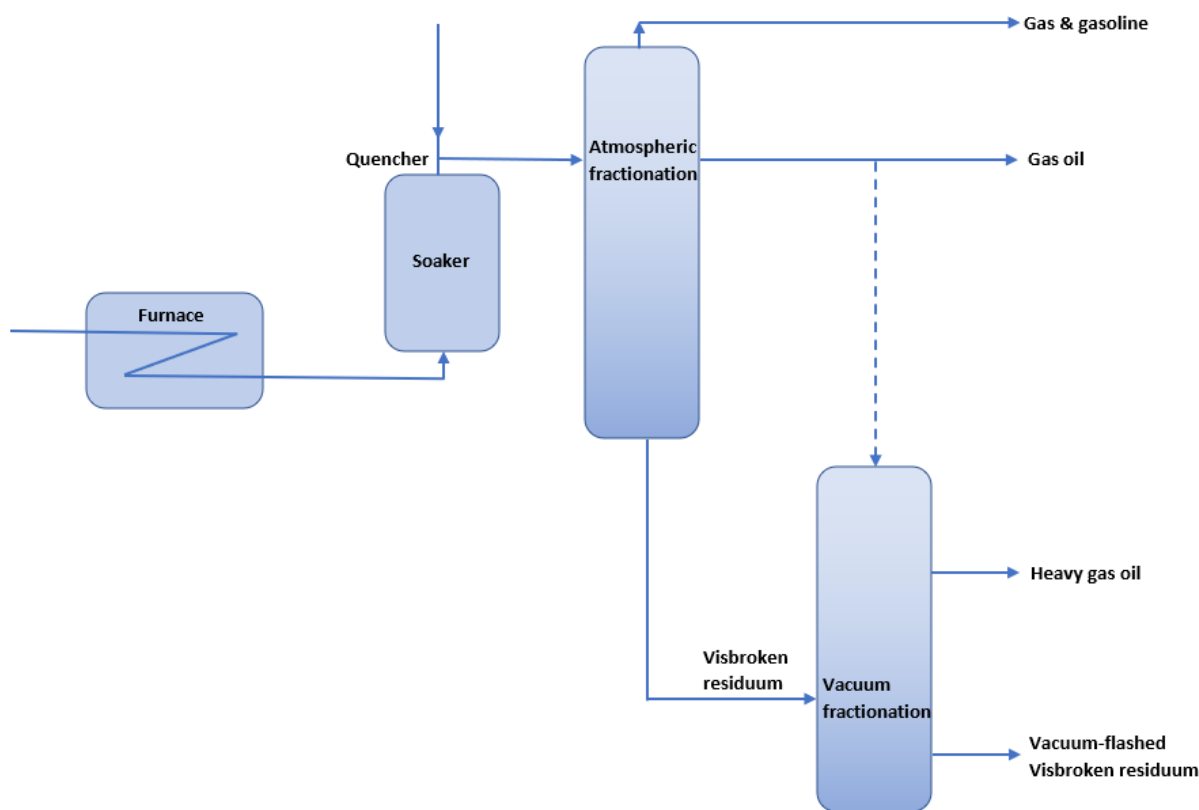 Gas & gasoline
Quencher
Atmospheric
fractionation
Gas oil
Soaker
Furnace
Heavy gas oil
Visbroken
residuum
Vacuum
fractionation
Vacuum-flashed
Visbroken residuum